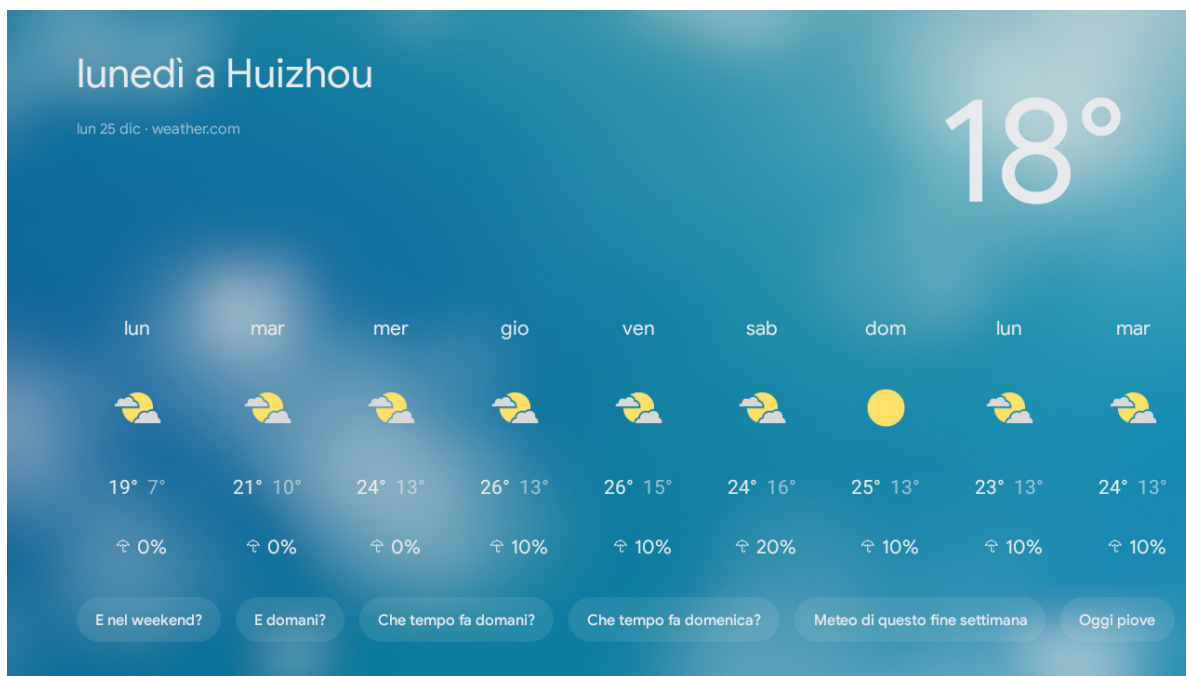 lunedì a Huizhou
lun 25 dic · weather.com
18°
lun mar mer gio ven sab dom lun mar
19° 7° 21° 10° 24° 13° 26° 13° 26° 15° 24° 16° 25° 13° 23° 13° 24° 13°
0% 0% 0% 10% 10% 20% 10% 10% 10%
E nel weekend? E domani? Che tempo fa domani? Che tempo fa domenica? Meteo di questo fine settimana Oggi piove